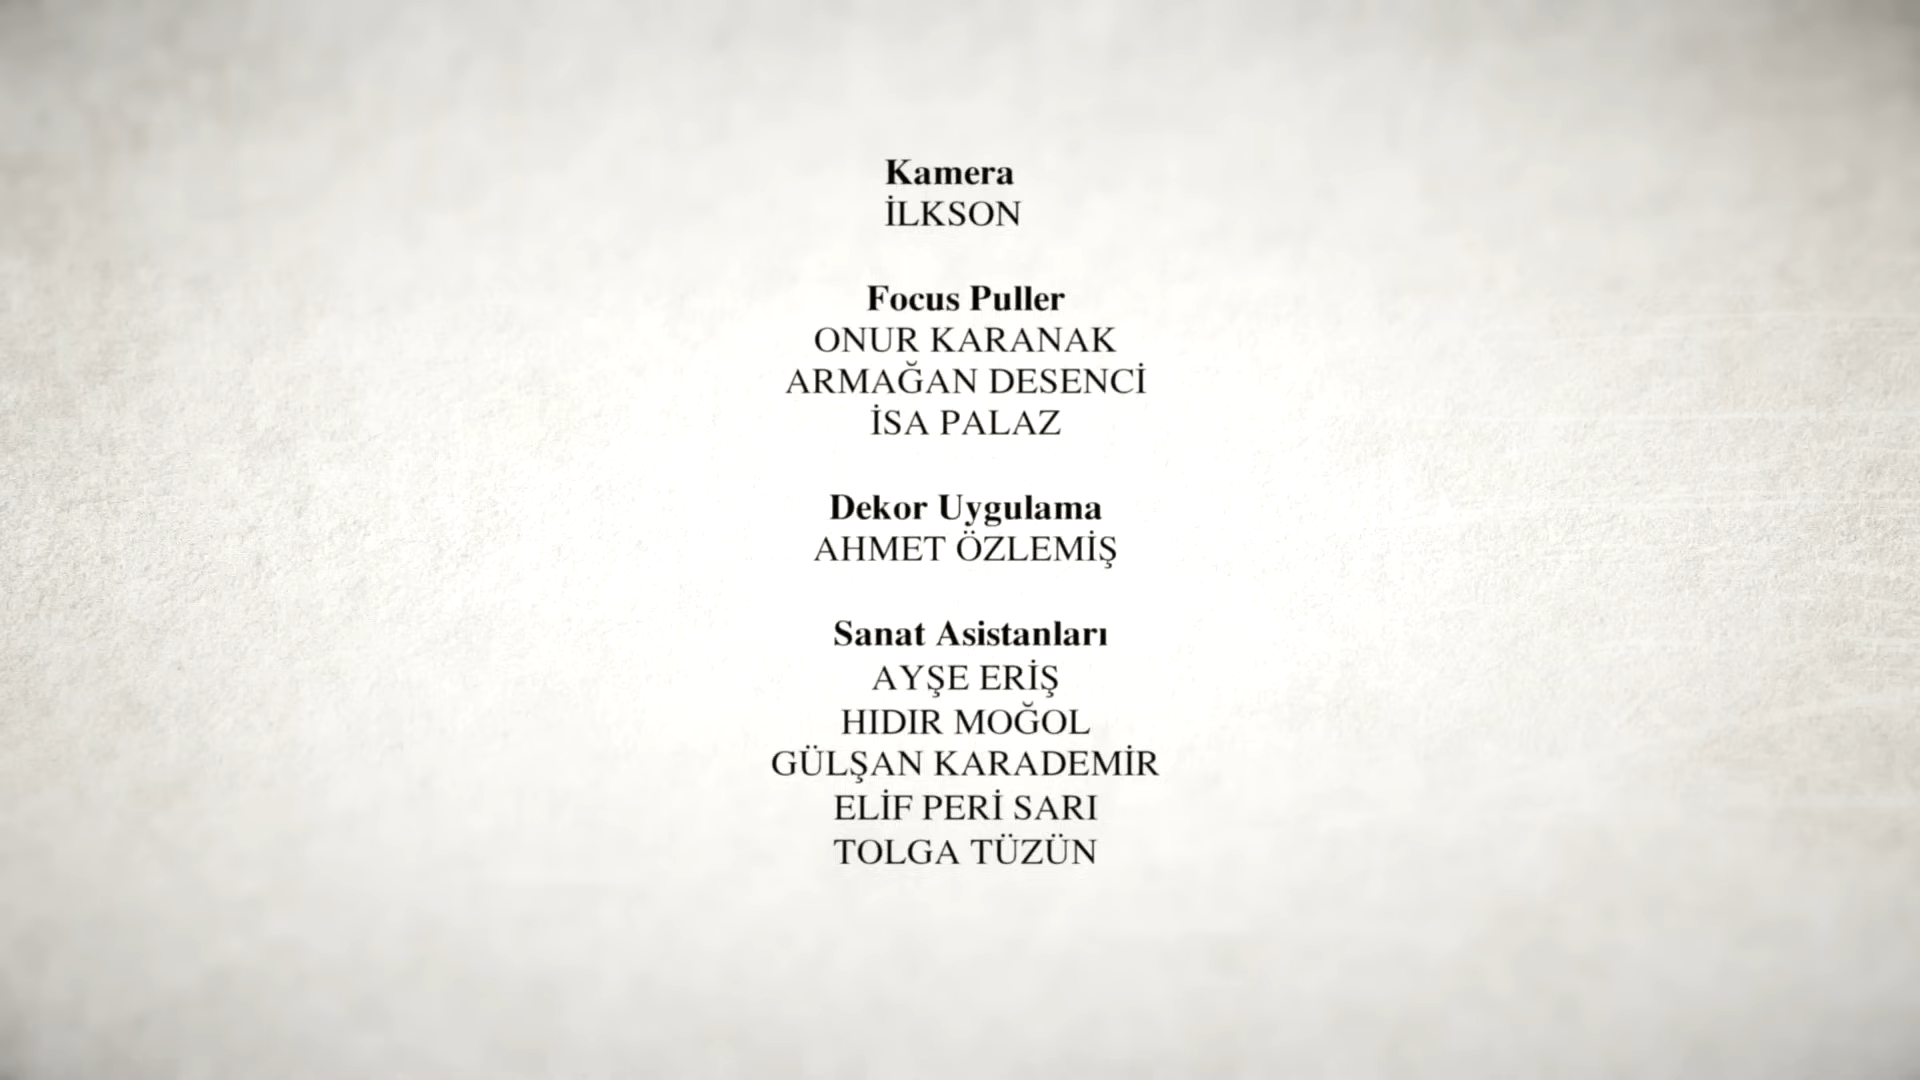 Kamera
İLKSON
Focus Puller
ONUR KARANAK
ARMAĞAN DESENCİ
İSA PALAZ
Dekor Uygulama
AHMET ÖZLEMİŞ
Sanat Asistanları
AYŞE ERİŞ
HIDIR MOĞOL
GÜLŞAN KARADEMİR
ELİF PERİ SARI
TOLGA TÜZÜN